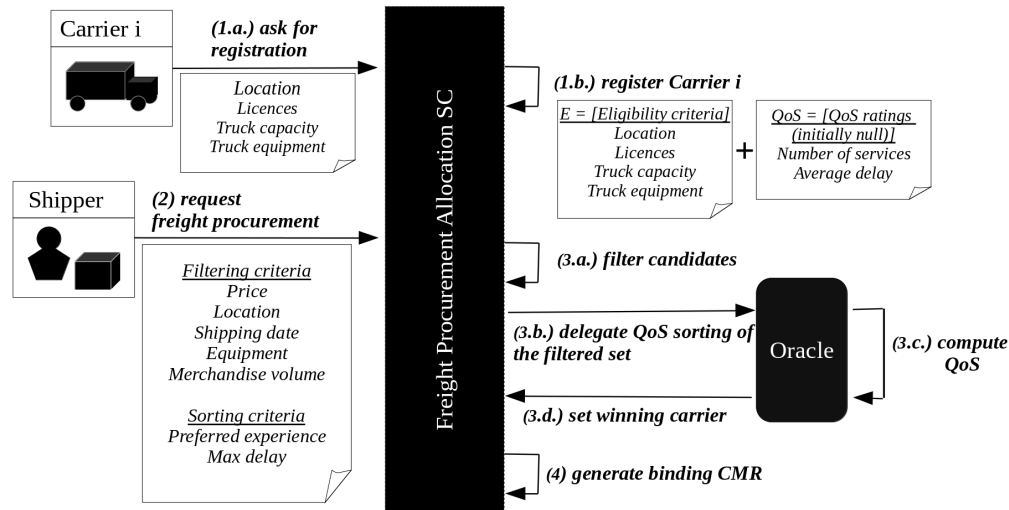 Carrier i
(1.a.) ask for
registration
Location
Licences
Truck capacity
Truck equipment
Shipper
(2) request
freight procurement
Filtering criteria
Price
Location
Shipping date
Equipment
Merchandise volume
Sorting criteria
Preferred experience
Max delay
Freight Procurement Allocation SC
(1.b.) register Carrier i
E = [Eligibility criteria]
Location
Licences
Truck capacity
Truck equipment
+
QoS = [QoS ratings
(initially null)]
Number of services
Average delay
(3.a.) filter candidates
(3.b.) delegate QoS sorting of
the filtered set
Oracle
(3.c.) compute
QoS
(3.d.) set winning carrier
(4) generate binding CMR